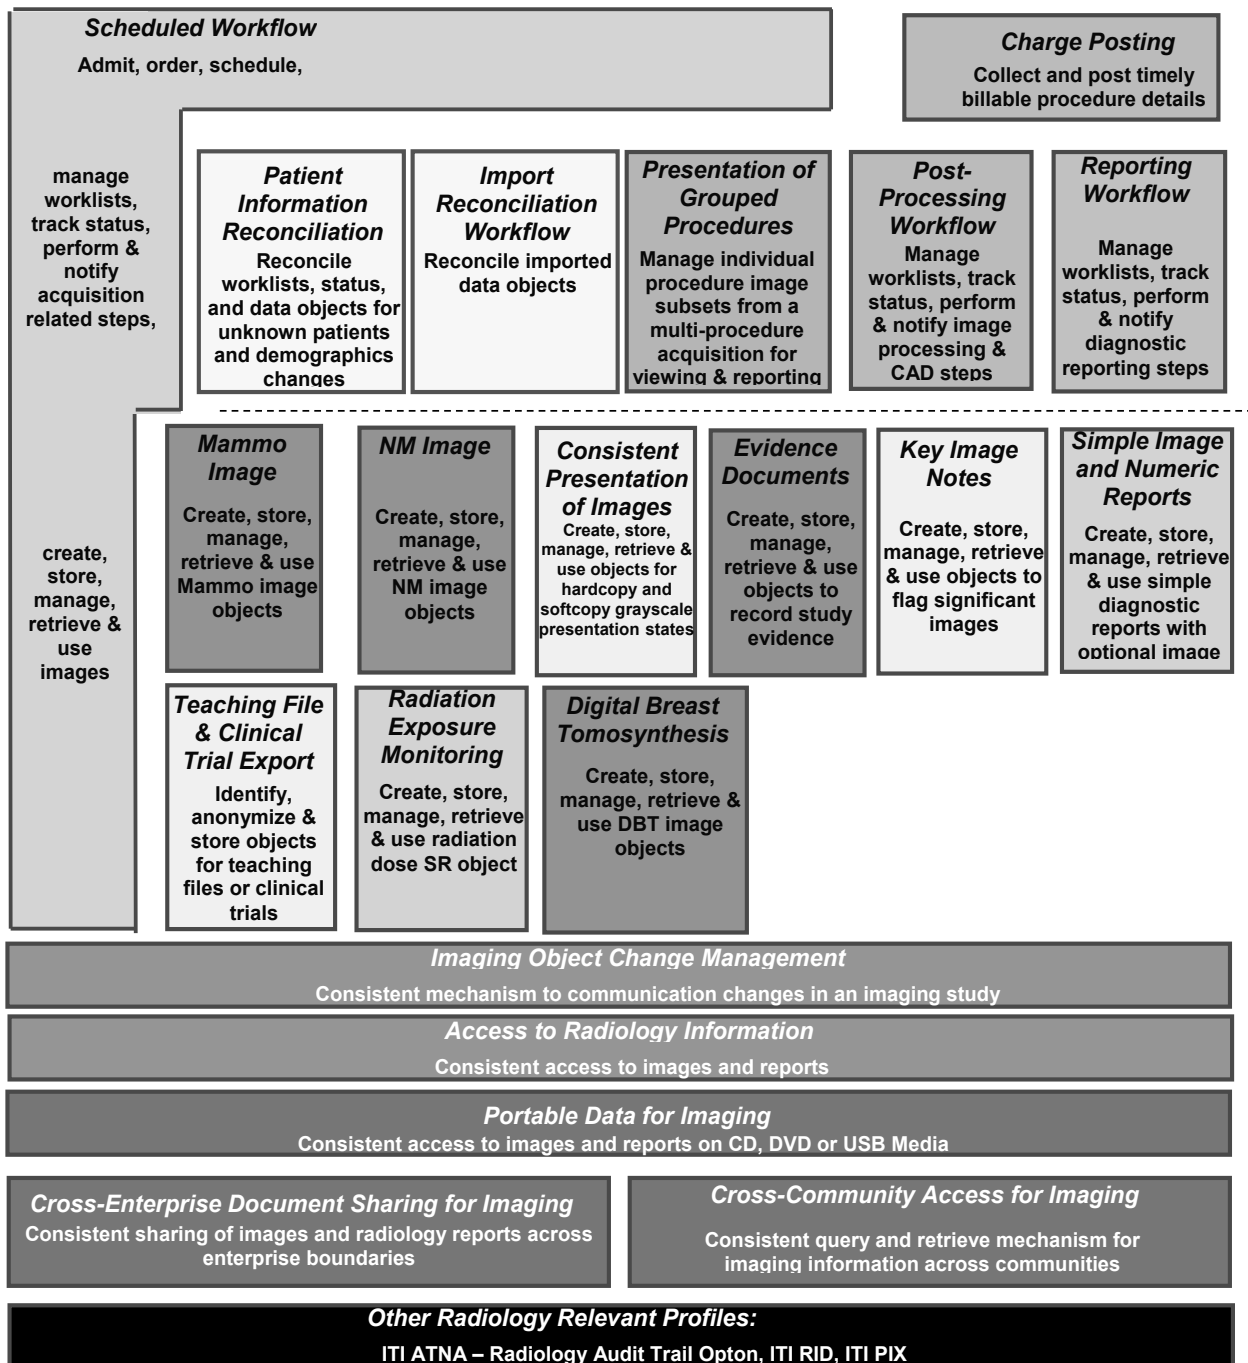 Scheduled Workflow
Admit, order, schedule,
Charge Posting
Collect and post timely
billable procedure details
manage
worklists,
track status,
perform &
notify
acquisition
related steps,
Patient
Information
Reconciliation
Reconcile
worklists, status,
and data objects for
unknown patients
and demographics
changes
Import
Reconciliation
Workflow
Reconcile imported
data objects
Presentation of
Grouped
Procedures
Manage individual
procedure image
subsets from a
multi-procedure
acquisition for
viewing & reporting
Post-
Processing
Workflow
Manage
worklists, track
status, perform
& notify image
processing &
CAD steps
Reporting
Workflow
Manage
worklists, track
status, perform
& notify
diagnostic
reporting steps
create,
store,
manage,
retrieve &
use
images
Mammo
Image
Create, store,
manage,
retrieve & use
Mammo image
objects
NM Image
Create, store,
manage,
retrieve & use
NM image
objects
Consistent
Presentation
of Images
Create, store,
manage, retrieve &
use objects for
hardcopy and
softcopy grayscale
presentation states
Evidence
Documents
Create, store,
manage,
retrieve & use
objects to
record study
evidence
Key Image
Notes
Create, store,
manage, retrieve
& use objects to
flag significant
images
Simple Image
and Numeric
Reports
Create, store,
manage, retrieve
& use simple
diagnostic
reports with
optional image
Teaching File
& Clinical
Trial Export
Identify,
anonymize &
store objects
for teaching
files or clinical
trials
Radiation
Exposure
Monitoring
Create, store,
manage, retrieve
& use radiation
dose SR object
Digital Breast
Tomosynthesis
Create, store,
manage, retrieve &
use DBT image
objects
Imaging Object Change Management
Consistent mechanism to communication changes in an imaging study
Access to Radiology Information
Consistent access to images and reports
Portable Data for Imaging
Consistent access to images and reports on CD, DVD or USB Media
Cross-Enterprise Document Sharing for Imaging
Consistent sharing of images and radiology reports across
enterprise boundaries
Cross-Community Access for Imaging
Consistent query and retrieve mechanism for
imaging information across communities
Other Radiology Relevant Profiles:
ITI ATNA – Radiology Audit Trail Opton, ITI RID, ITI PIX